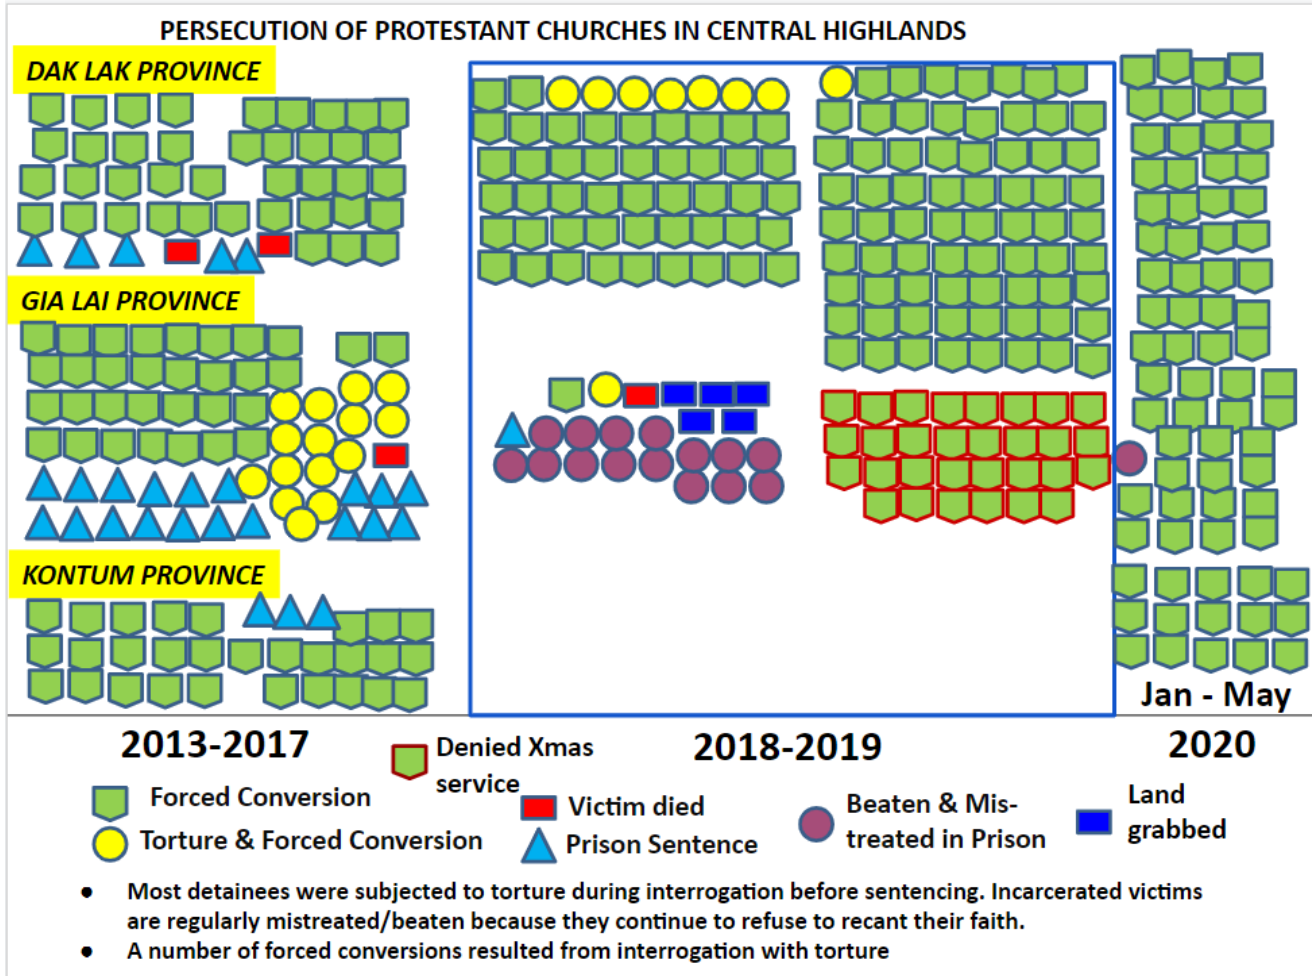 PERSECUTION OF PROTESTANT CHURCHES IN CENTRAL HIGHLANDS
DAK LAK PROVINCE
GIA LAI PROVINCE
KONTUM PROVINCE
Jan - May
2013-2017
2018-2019
2020
Denied Xmas
service
Forced Conversion
Torture & Forced Conversion
Victim died
Prison Sentence
Beaten & Mis-
treated in Prison
Land
grabbed
● Most detainees were subjected to torture during interrogation before sentencing. Incarcerated victims
are regularly mistreated/beaten because they continue to refuse to recant their faith.
● A number of forced conversions resulted from interrogation with torture